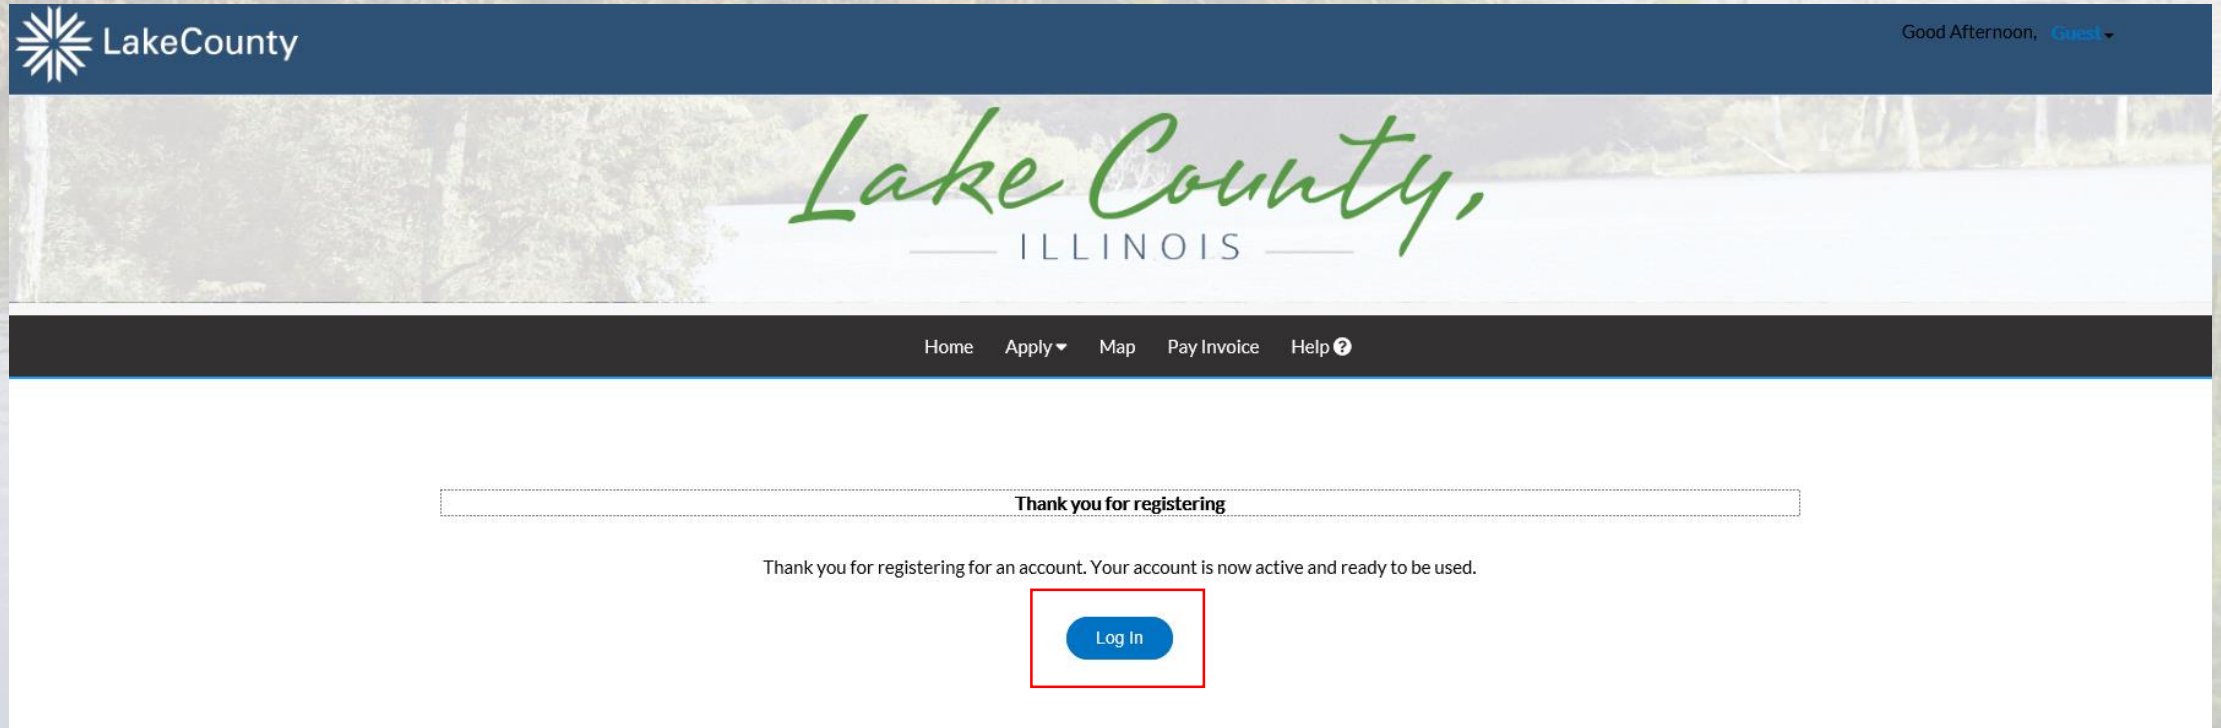 LakeCounty
Good Afternoon, Guest
Lake County,
ILLINOIS
Home Apply Map Pay Invoice Help ?
Thank you for registering
Thank you for registering for an account. Your account is now active and ready to be used.
Log In